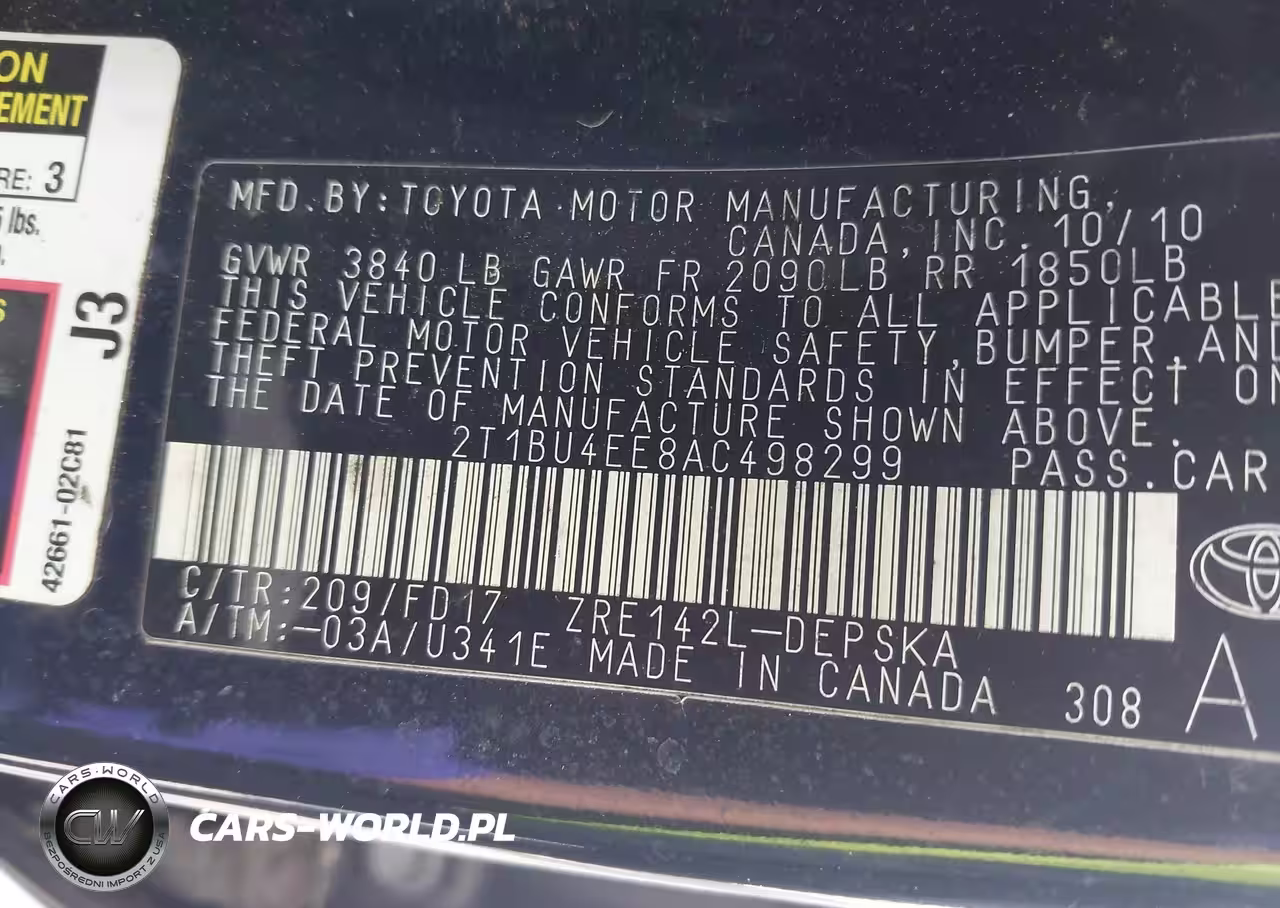 ON
EMENT
RE: 3
lbs.
S
J3
42661-02C81
MFD.BY:TOYOTA MOTOR MANUFACTURING,
CANADA, INC. 10/10
GVWR 3840 LB GAWR FR 2090LB RR 1850LB
THIS VEHICLE CONFORMS TO ALL APPLICABLE
FEDERAL MOTOR VEHICLE SAFETY, BUMPER, AND
THEFT PREVENTION STANDARDS IN EFFECT ON
THE DATE OF MANUFACTURE SHOWN ABOVE.
2T1BU4EE8AC498299 PASS.CAR
C/TR:209/FD17 ZRE142L-DEPSKA
A/TM:-03A/U341E MADE IN CANADA 308 A
CARS-WORLD
CW
BEZPOŚREDNI IMPORT Z USA
CARS-WORLD.PL